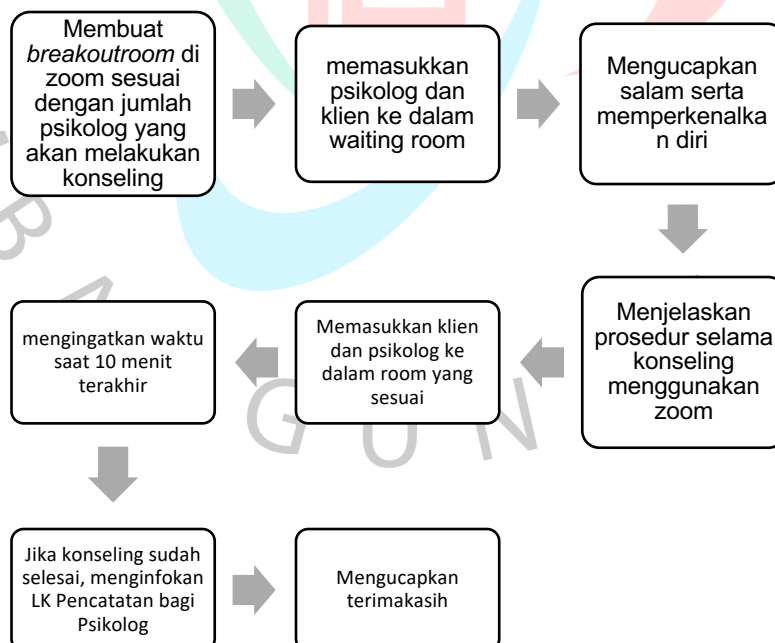 Membuat
breakoutroom di
zoom sesuai
dengan jumlah
psikolog yang
akan melakukan
konseling
memasukkan
psikolog dan
klien ke dalam
waiting room
Mengucapkan
salam serta
memperkenalka
n diri
Menjelaskan
prosedur selama
konseling
menggunakan
zoom
Memasukkan klien
dan psikolog ke
dalam room yang
sesuai
mengingatkan waktu
saat 10 menit
terakhir
Jika konseling sudah
selesai, menginfokan
LK Pencatatan bagi
Psikolog
Mengucapkan
terimakasih
G U N